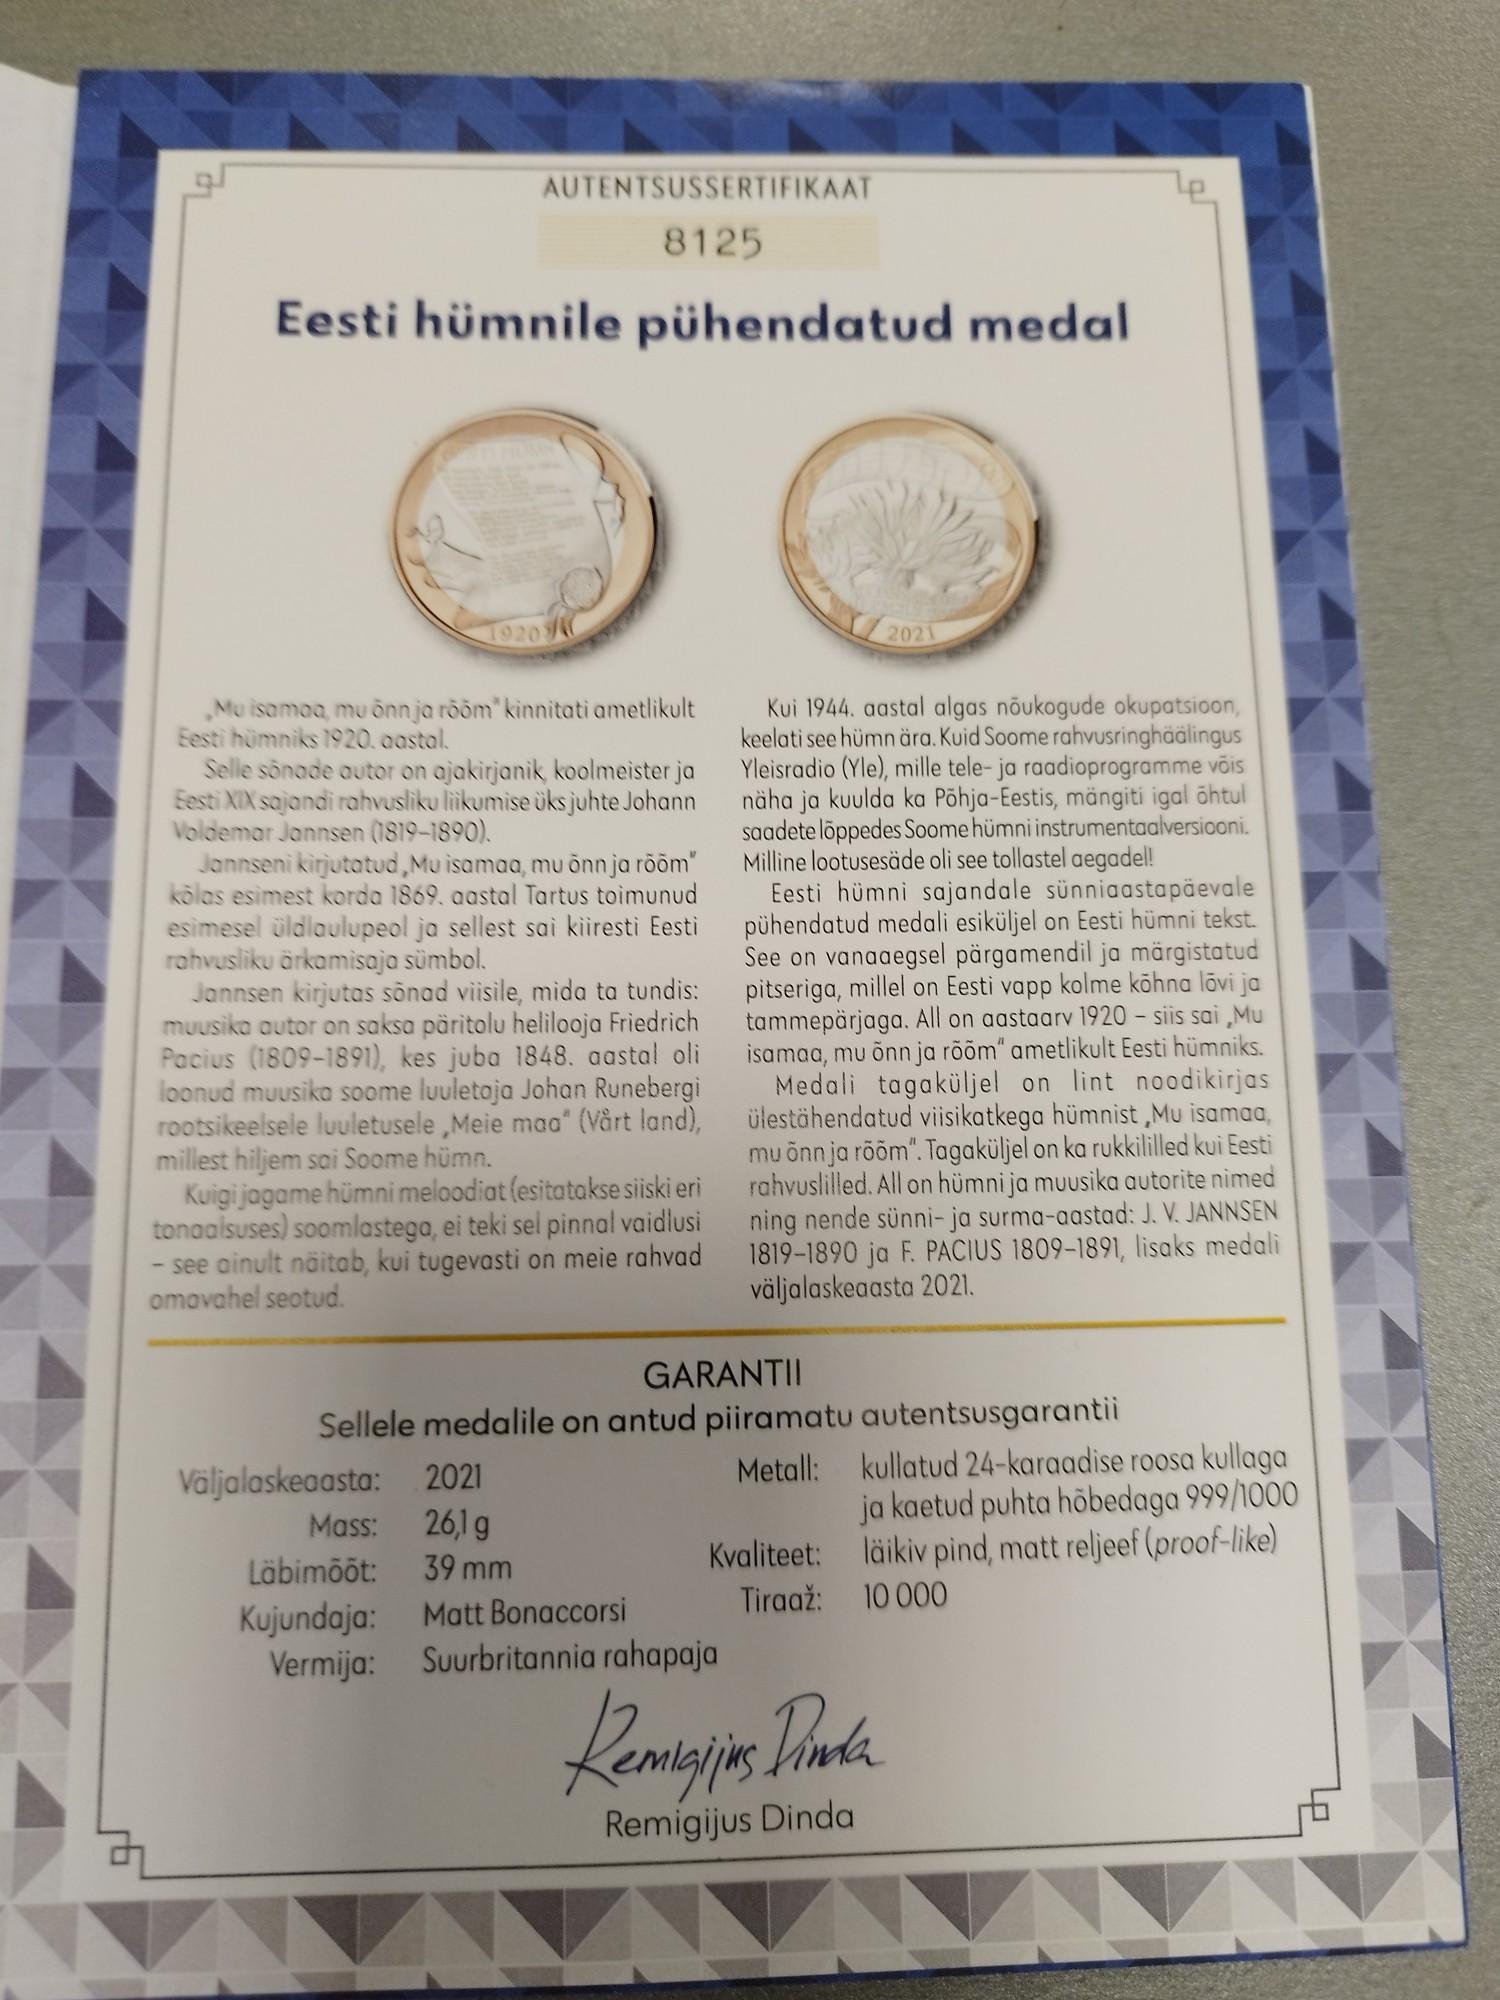 AUTENTSUSSERTIFIKAAT
8125
Eesti hümnile pühendatud medal
1920
2021
„Mu isamaa, mu õnn ja rõõm" kinnitati ametlikult
Eesti hümniks 1920. aastal.
Selle sõnade autor on ajakirjanik, koolmeister ja
Eesti XIX sajandi rahvusliku liikumise üks juhte Johann
Voldemar Jannsen (1819–1890).
Jannseni kirjutatud „Mu isamaa, mu õnn ja rõõm"
kõlas esimest korda 1869. aastal Tartus toimunud
esimesel üldlaulupeol ja sellest sai kiiresti Eesti
rahvusliku ärkamisaja sümbol.
Jannsen kirjutas sõnad viisile, mida ta tundis:
muusika autor on saksa päritolu helilooja Friedrich
Pacius (1809–1891), kes juba 1848. aastal oli
loonud muusika soome luuletaja Johan Runebergi
rootsikeelsele luuletusele „Meie maa" (Vårt land),
millest hiljem sai Soome hümn.
Kuigi jagame hümni meloodiat (esitatakse siiski eri
tonaalsuses) soomlastega, ei teki sel pinnal vaidlusi
– see ainult näitab, kui tugevasti on meie rahvad
omavahel seotud.
Kui 1944. aastal algas nõukogude okupatsioon,
keelati see hümn ära. Kuid Soome rahvusringhäälingus
Yleisradio (Yle), mille tele- ja raadioprogramme võis
näha ja kuulda ka Põhja-Eestis, mängiti igal õhtul
saadete lõppedes Soome hümni instrumentaalversiooni.
Milline lootusesäde oli see tollastel aegadel!
Eesti hümni sajandale sünniaastapäevale
pühendatud medali esiküljel on Eesti hümni tekst.
See on vanaaegsel pärgamendil ja märgistatud
pitseriga, millel on Eesti vapp kolme kõhna lõvi ja
tammepärjaga. All on aastaarv 1920 – siis sai „Mu
isamaa, mu õnn ja rõõm" ametlikult Eesti hümniks.
Medali tagaküljel on lint noodikirjas
ülestähendatud viisikatkega hümnist „Mu isamaa,
mu õnn ja rõõm". Tagaküljel on ka rukkililled kui Eesti
rahvuslilled. All on hümni ja muusika autorite nimed
ning nende sünni- ja surma-aastad: J. V. JANNSEN
1819–1890 ja F. PACIUS 1809–1891, lisaks medali
väljalaskeaasta 2021.
GARANTII
Sellele medalile on antud piiramatu autentsusgarantii
Väljalaskeaasta: 2021
Mass: 26,1 g
Läbimõõt: 39 mm
Kujundaja: Matt Bonaccorsi
Vermija: Suurbritannia rahapaja
Metall: kullatud 24-karaadise roosa kullaga
ja kaetud puhta hõbedaga 999/1000
Kvaliteet: läikiv pind, matt reljeef (proof-like)
Tiraaž: 10 000
Remigijus Dinda
Remigijus Dinda